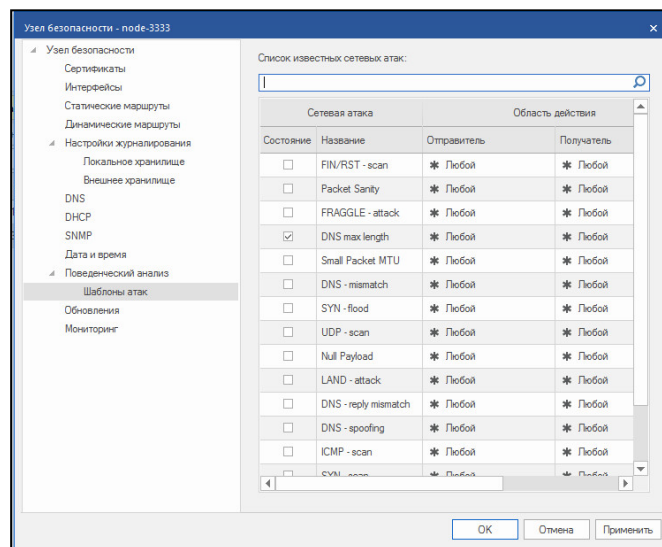 Узел безопасности - node-3333
Узел безопасности
Сертификаты
Интерфейсы
Статические маршруты
Динамические маршруты
Настройки журналирования
Локальное хранилище
Внешнее хранилище
DNS
DHCP
SNMP
Дата и время
Поведенческий анализ
Шаблоны атак
Обновления
Мониторинг
Список известных сетевых атак:
Сетевая атака Область действия
Состояние Название Отправитель Получатель
FIN/RST - scan Любой Любой
Packet Sanity Любой Любой
FRAGGLE - attack Любой Любой
DNS max length Любой Любой
Small Packet MTU Любой Любой
DNS - mismatch Любой Любой
SYN - flood Любой Любой
UDP - scan Любой Любой
Null Payload Любой Любой
LAND - attack Любой Любой
DNS - reply mismatch Любой Любой
DNS - spoofing Любой Любой
ICMP - scan Любой Любой
SYN - scan Любой Любой
OK Отмена Применить